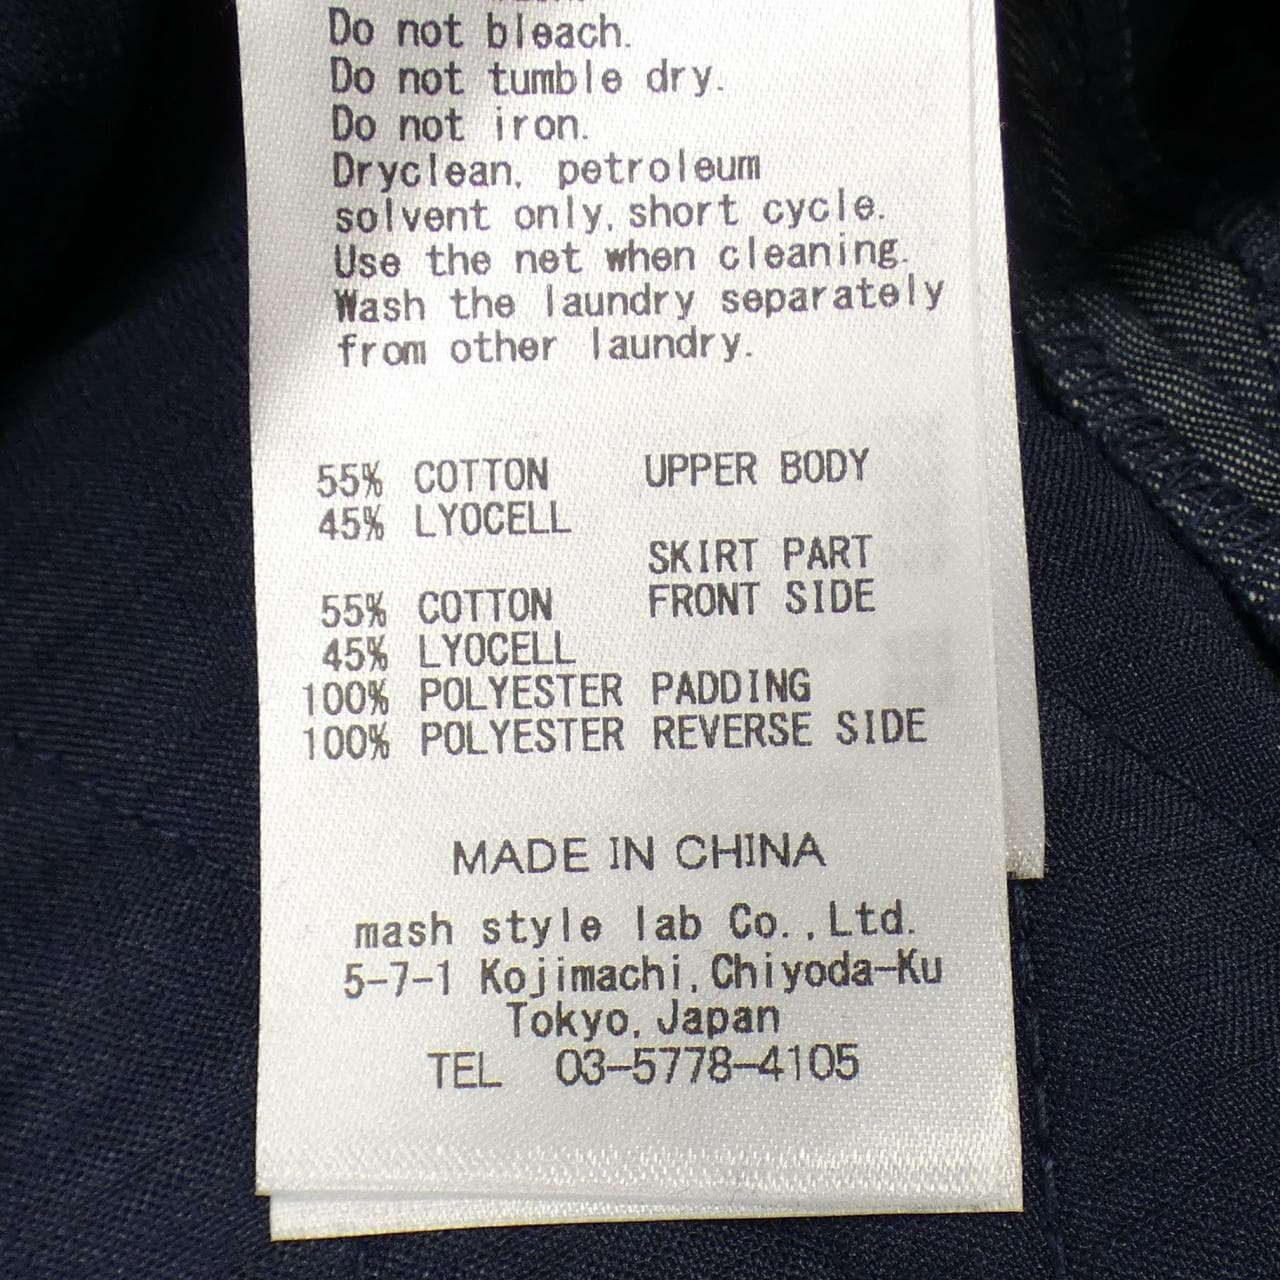 Do not bleach.
Do not tumble dry.
Do not iron.
Dryclean, petroleum
solvent only, short cycle.
Use the net when cleaning.
Wash the laundry separately
from other laundry.
55% COTTON UPPER BODY
45% LYOCELL
SKIRT PART
55% COTTON FRONT SIDE
45% LYOCELL
100% POLYESTER PADDING
100% POLYESTER REVERSE SIDE
MADE IN CHINA
mash style lab Co.,Ltd.
5-7-1 Kojimachi, Chiyoda-Ku
Tokyo, Japan
TEL 03-5778-4105